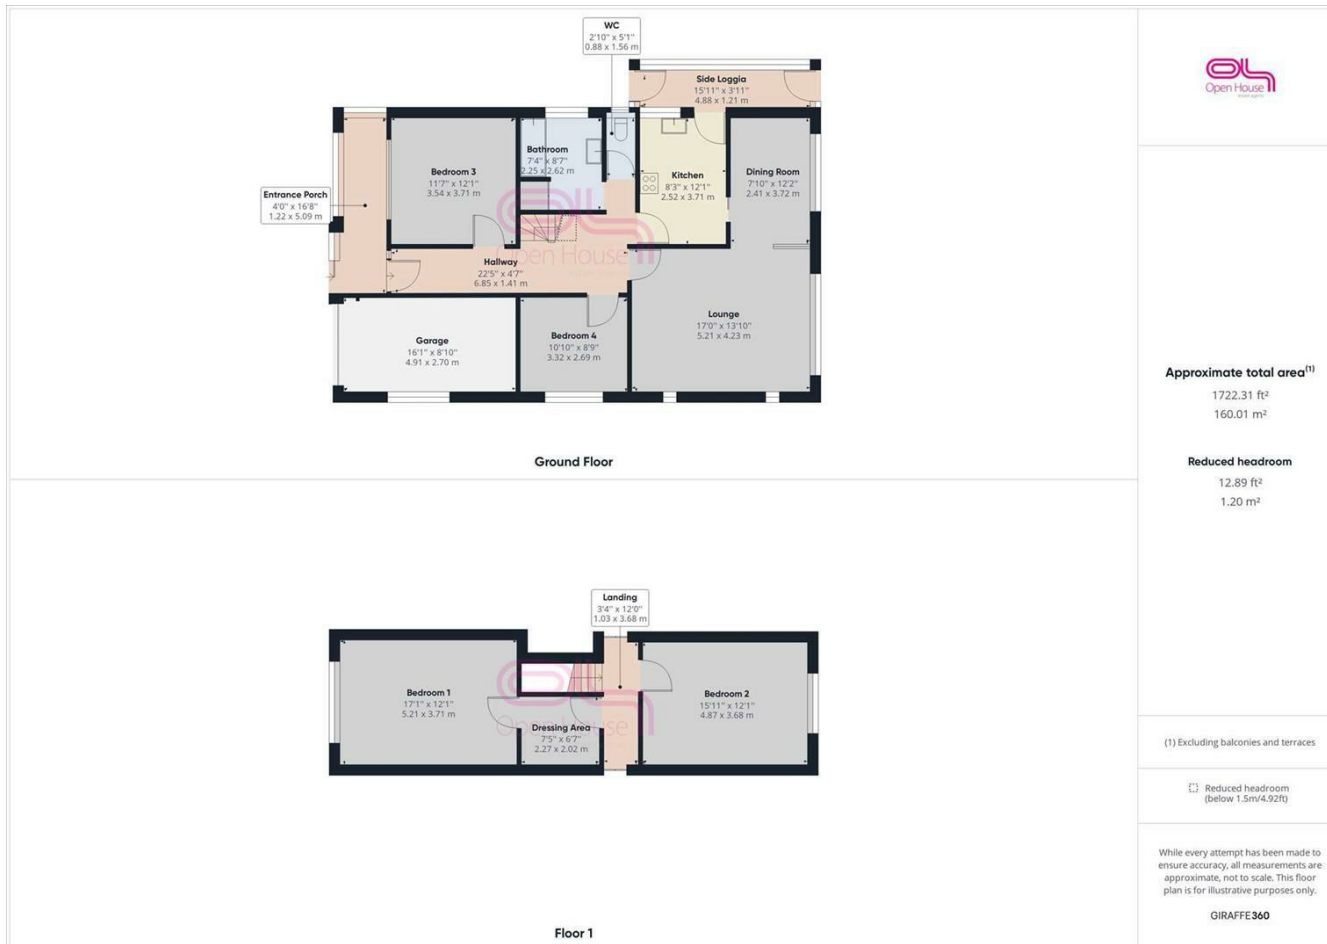 WC
2'10" x 5'1"
0.88 x 1.56 m
Side Loggia
15'11" x 3'11"
4.88 x 1.21 m
Bathroom
7'4" x 8'7"
2.25 x 2.62 m
Bedroom 3
11'7" x 12'1"
3.54 x 3.71 m
Kitchen
8'3" x 12'1"
2.52 x 3.71 m
Dining Room
7'10" x 12'2"
2.41 x 3.72 m
Entrance Porch
4'0" x 16'8"
1.22 x 5.09 m
Open House
Hallway
22'5" x 4'7"
6.85 x 1.41 m
Lounge
17'0" x 13'10"
5.21 x 4.23 m
Garage
16'1" x 8'10"
4.91 x 2.70 m
Bedroom 4
10'10" x 8'9"
3.32 x 2.69 m
Ground Floor
Landing
3'4" x 12'0"
1.03 x 3.68 m
Bedroom 1
17'1" x 12'1"
5.21 x 3.71 m
Bedroom 2
15'11" x 12'1"
4.87 x 3.68 m
Open House
Dressing Area
7'5" x 6'7"
2.27 x 2.02 m
Floor 1
Open House
Approximate total area(1)
1722.31 ft²
160.01 m²
Reduced headroom
12.89 ft²
1.20 m²
(1) Excluding balconies and terraces
Reduced headroom
(below 1.5m/4.92ft)
While every attempt has been made to
ensure accuracy, all measurements are
approximate, not to scale. This floor
plan is for illustrative purposes only.
GIRAFFE360